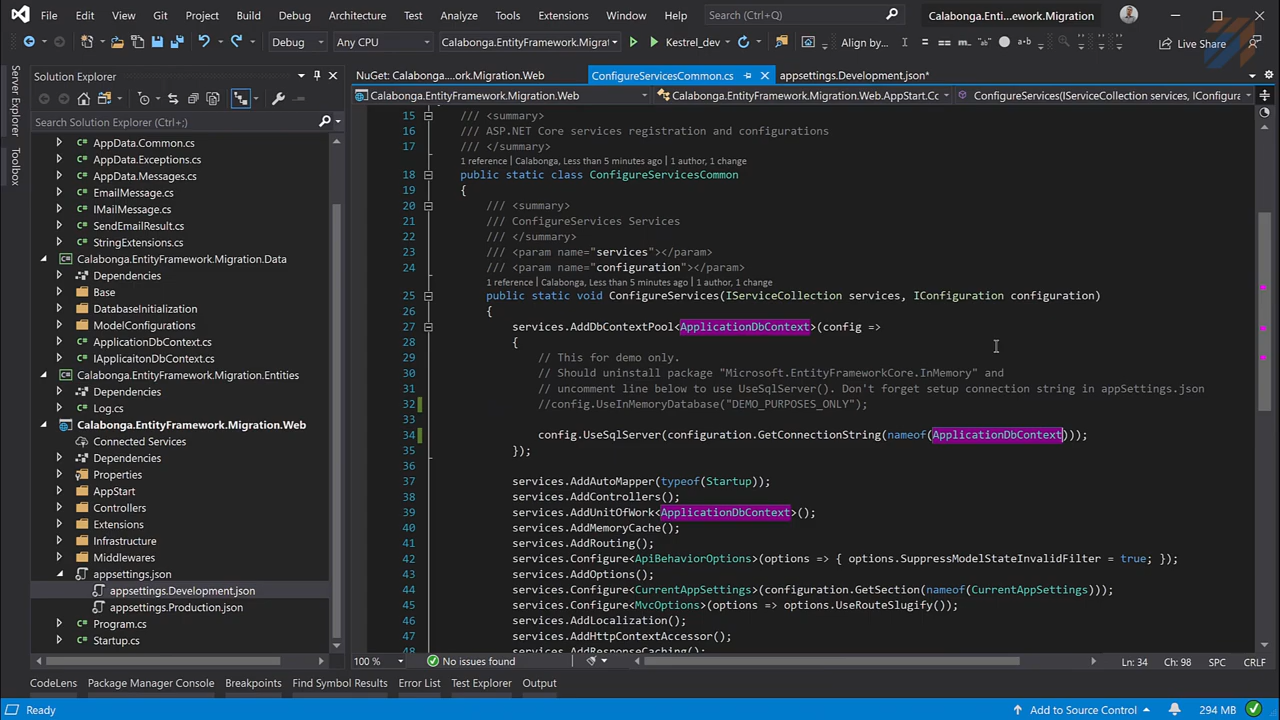 File Edit View Git Project Build Debug Architecture Test Analyze Tools Extensions Window Help Search (Ctrl+Q) Calabonga.Enti...ework.Migration
Debug Any CPU Calabonga.EntityFramework.Migrat Kestrel_dev Align by... Live Share
Server Explorer
Toolbox
Solution Explorer
Search Solution Explorer (Ctrl+;)
AppData.Common.cs
AppData.Exceptions.cs
AppData.Messages.cs
EmailMessage.cs
IMailMessage.cs
SendEmailResult.cs
StringExtensions.cs
Calabonga.EntityFramework.Migration.Data
Dependencies
Base
DatabaseInitialization
ModelConfigurations
ApplicationDbContext.cs
IApplicaitonDbContext.cs
Calabonga.EntityFramework.Migration.Entities
Dependencies
Log.cs
Calabonga.EntityFramework.Migration.Web
Connected Services
Dependencies
Properties
AppStart
Controllers
Extensions
Infrastructure
Middlewares
appsettings.json
appsettings.Development.json
appsettings.Production.json
Program.cs
Startup.cs
NuGet: Calabonga....ork.Migration.Web ConfigureServicesCommon.cs appsettings.Development.json*
Calabonga.EntityFramework.Migration.Web Calabonga.EntityFramework.Migration.Web.AppStart.Cc ConfigureServices(IServiceCollection services, IConfigura
15 /// <summary>
16 /// ASP.NET Core services registration and configurations
17 /// </summary>
1 reference | Calabonga, Less than 5 minutes ago | 1 author, 1 change
18 public static class ConfigureServicesCommon
19 {
20 /// <summary>
21 /// ConfigureServices Services
22 /// </summary>
23 /// <param name="services"></param>
24 /// <param name="configuration"></param>
1 reference | Calabonga, Less than 5 minutes ago | 1 author, 1 change
25 public static void ConfigureServices(IServiceCollection services, IConfiguration configuration)
26 {
27 services.AddDbContextPool<ApplicationDbContext>(config =>
28 {
29 // This for demo only.
30 // Should uninstall package "Microsoft.EntityFrameworkCore.InMemory" and
31 // uncomment line below to use UseSqlServer(). Don't forget setup connection string in appSettings.json
32 //config.UseInMemoryDatabase("DEMO_PURPOSES_ONLY");
33
34 config.UseSqlServer(configuration.GetConnectionString(nameof(ApplicationDbContext)));
35 });
36
37 services.AddAutoMapper(typeof(Startup));
38 services.AddControllers();
39 services.AddUnitOfWork<ApplicationDbContext>();
40 services.AddMemoryCache();
41 services.AddRouting();
42 services.Configure<ApiBehaviorOptions>(options => { options.SuppressModelStateInvalidFilter = true; });
43 services.AddOptions();
44 services.Configure<CurrentAppSettings>(configuration.GetSection(nameof(CurrentAppSettings)));
45 services.Configure<MvcOptions>(options => options.UseRouteSlugify());
46 services.AddLocalization();
47 services.AddHttpContextAccessor();
48 services.AddResponseCaching();
100 % No issues found Ln: 34 Ch: 98 SPC CRLF
CodeLens Package Manager Console Breakpoints Find Symbol Results Error List Test Explorer Output
Ready Add to Source Control 294 MB